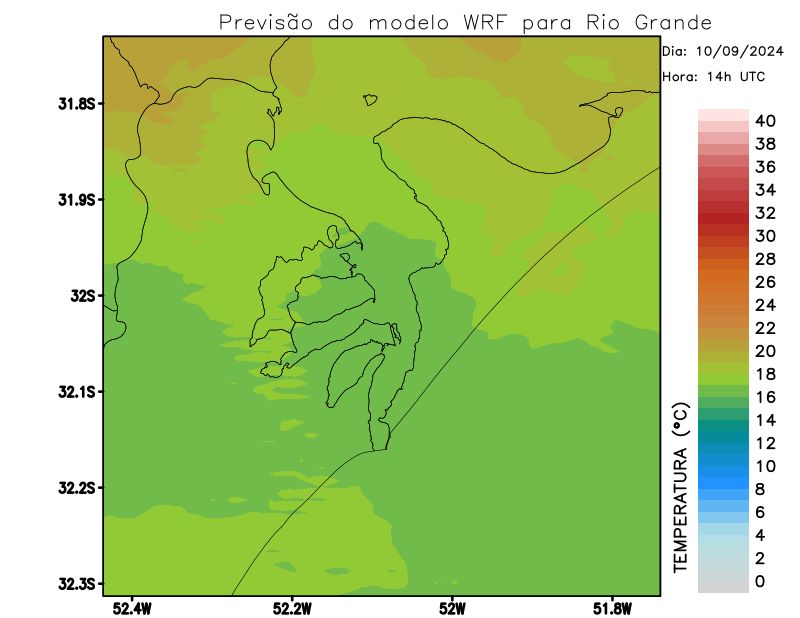 Previsão do modelo WRF para Rio Grande
Dia: 10/09/2024
Hora: 14h UTC
31.8S
31.9S
32S
32.1S
32.2S
32.3S
52.4W
52.2W
52W
51.8W
TEMPERATURA (°C)
40
38
36
34
32
30
28
26
24
22
20
18
16
14
12
10
8
6
4
2
0